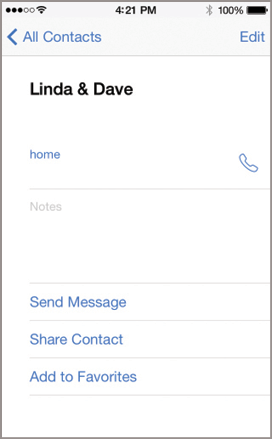 4:21 PM 100%
All Contacts Edit
Linda & Dave
home
Notes
Send Message
Share Contact
Add to Favorites